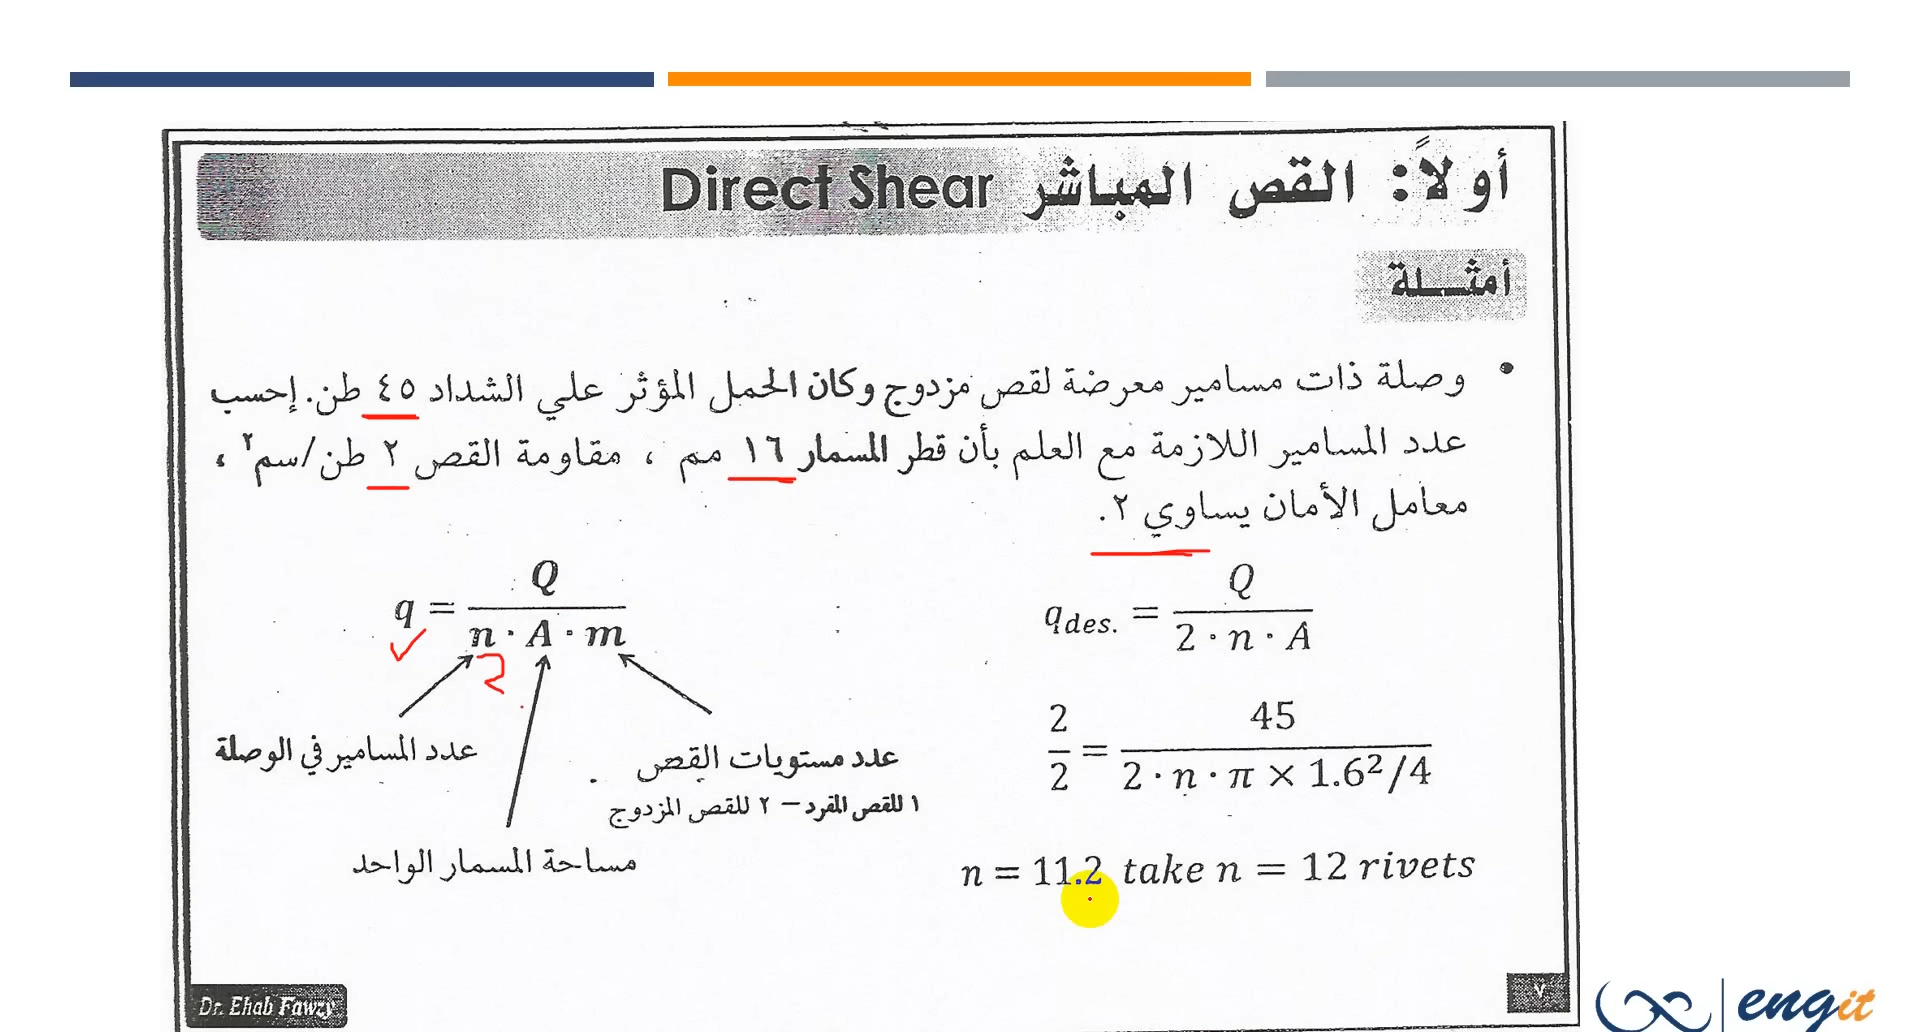 أولاً: القص المباشر Direct Shear
أمثـــلة
• وصلة ذات مسامير معرضة لقص مزدوج وكان الحمل المؤثر علي الشداد ٤٥ طن. إحسب
عدد المسامير اللازمة مع العلم بأن قطر المسمار ١٦ مم ، مقاومة القص ٢ طن/سم٢ ،
معامل الأمان يساوي ٢.
q = Q / (n · A · m)
2
عدد المسامير في الوصلة
عدد مستويات القص
١ للقص المفرد – ٢ للقص المزدوج
مساحة المسمار الواحد
q_des. = Q / (2 · n · A)
2/2 = 45 / (2 · n · π × 1.6²/4)
n = 11.2 take n = 12 rivets
Dr. Ehab Fawzy
٧
engit